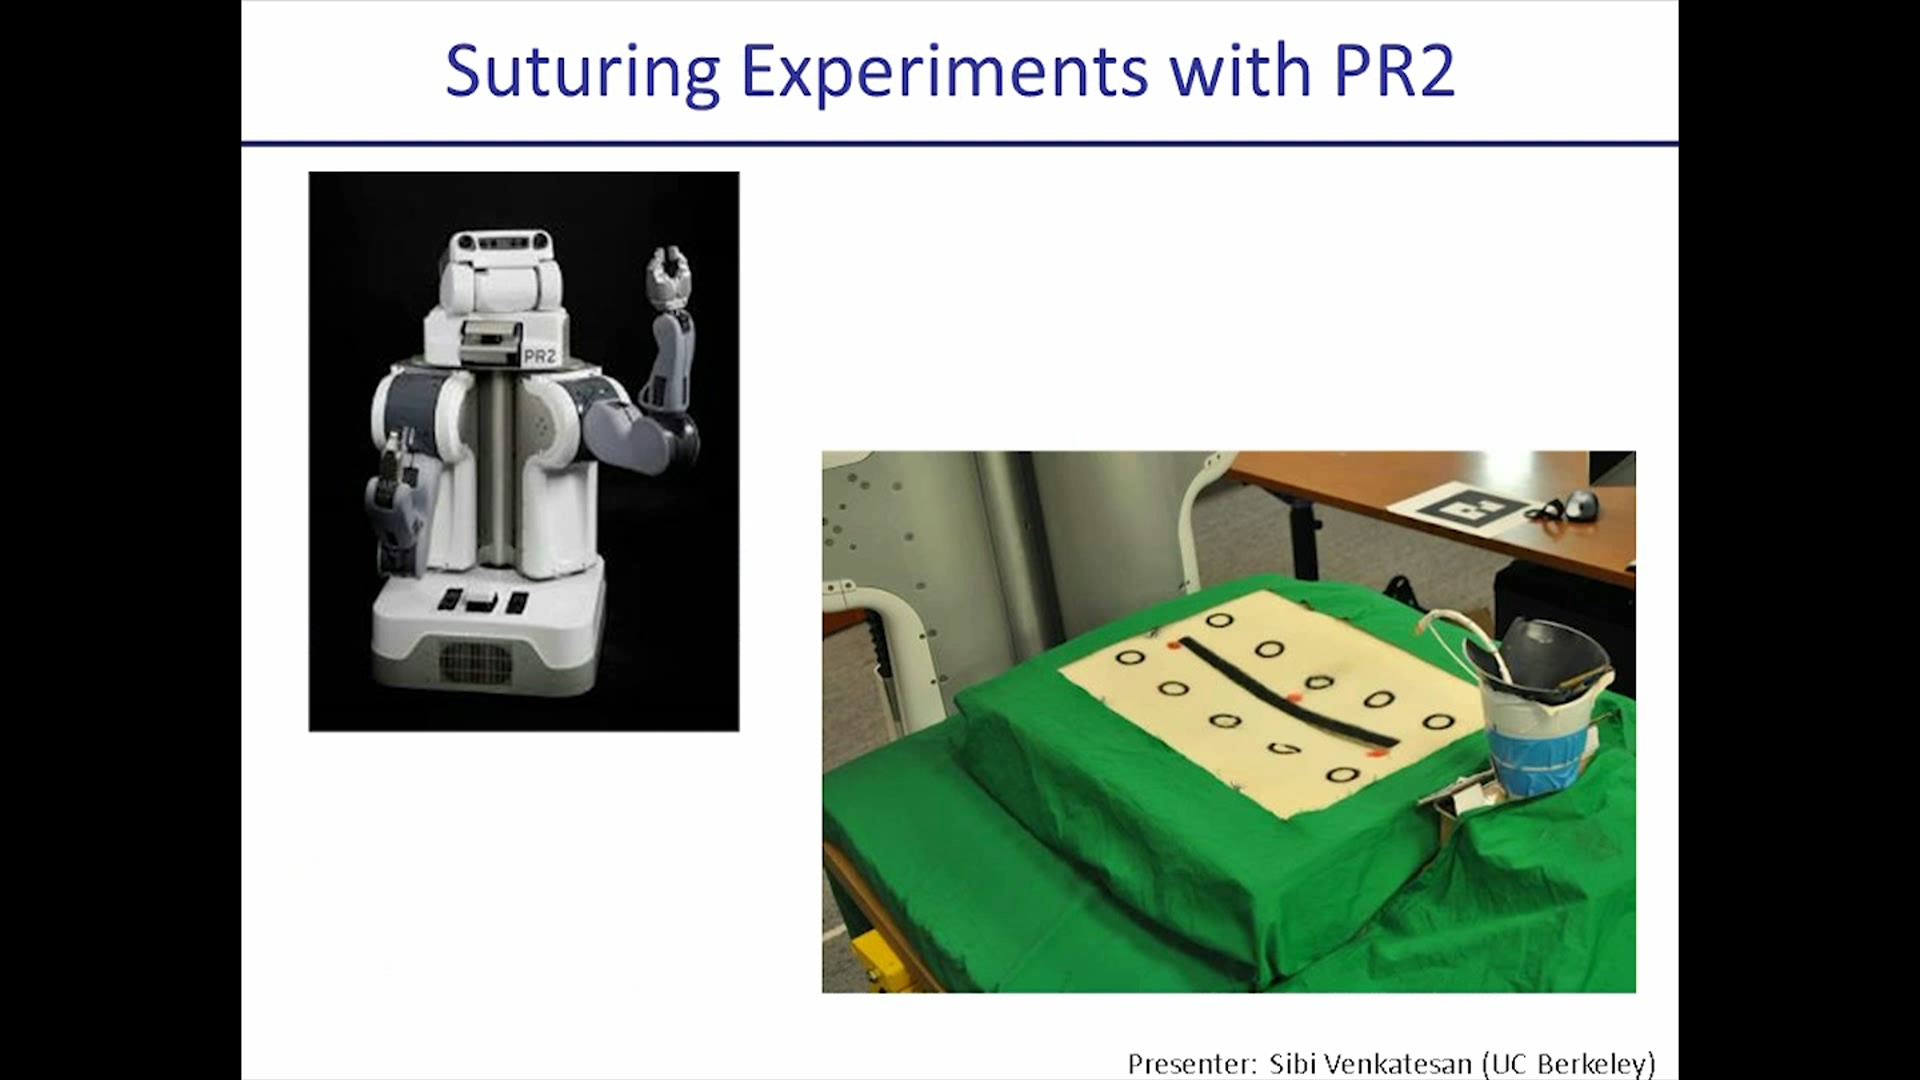 Suturing Experiments with PR2
PR2
Presenter: Sibi Venkatesan (UC Berkeley)